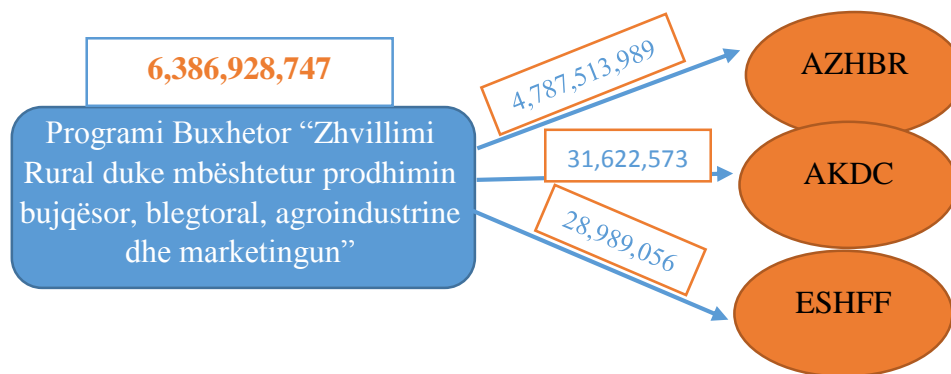 6,386,928,747
Programi Buxhetor “Zhvillimi
Rural duke mbështetur prodhimin
bujqësor, blegtoral, agroindustrine
dhe marketingun”
4,787,513,989
31,622,573
28,989,056
AZHBR
AKDC
ESHFF